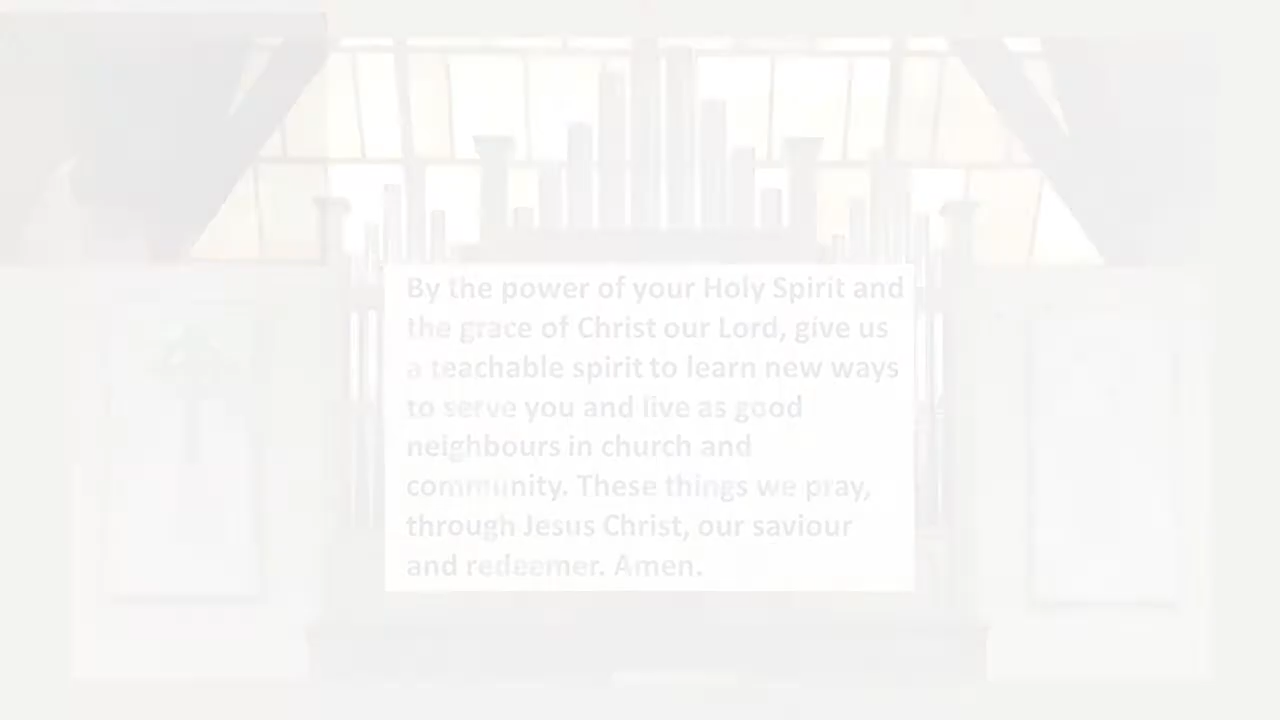 By the power of your Holy Spirit and
the grace of Christ our Lord, give us
a teachable spirit to learn new ways
to serve you and live as good
neighbours in church and
community. These things we pray,
through Jesus Christ, our saviour
and redeemer. Amen.